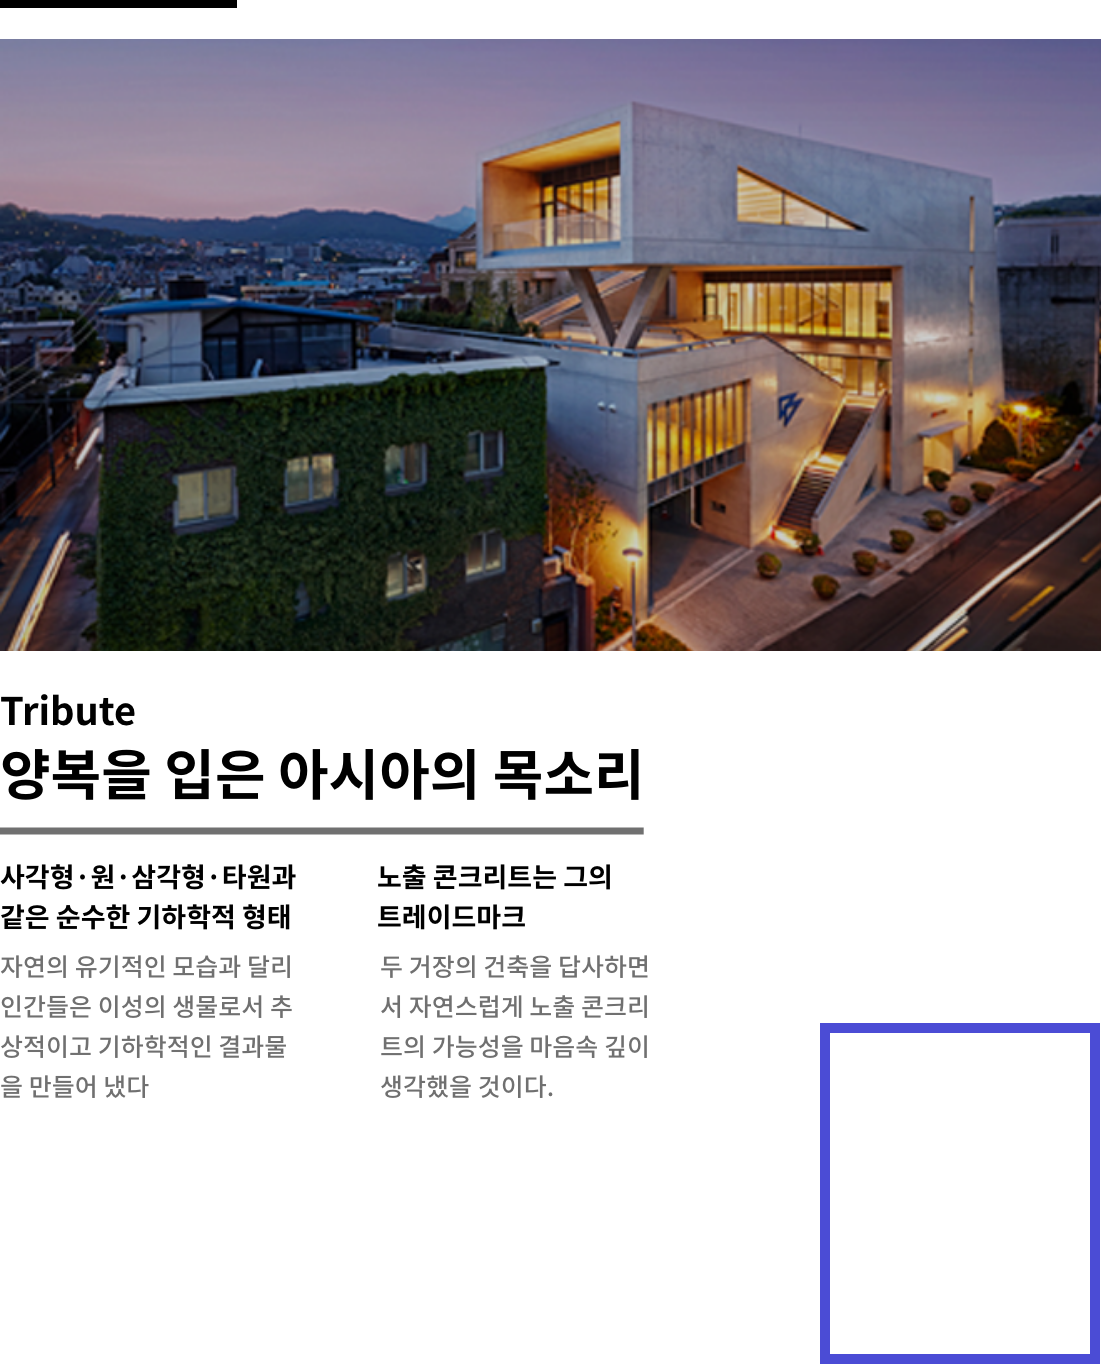 Tribute
양복을 입은 아시아의 목소리
사각형·원·삼각형·타원과
같은 순수한 기하학적 형태
자연의 유기적인 모습과 달리
인간들은 이성의 생물로서 추
상적이고 기하학적인 결과물
을 만들어 냈다
노출 콘크리트는 그의
트레이드마크
두 거장의 건축을 답사하면
서 자연스럽게 노출 콘크리
트의 가능성을 마음속 깊이
생각했을 것이다.